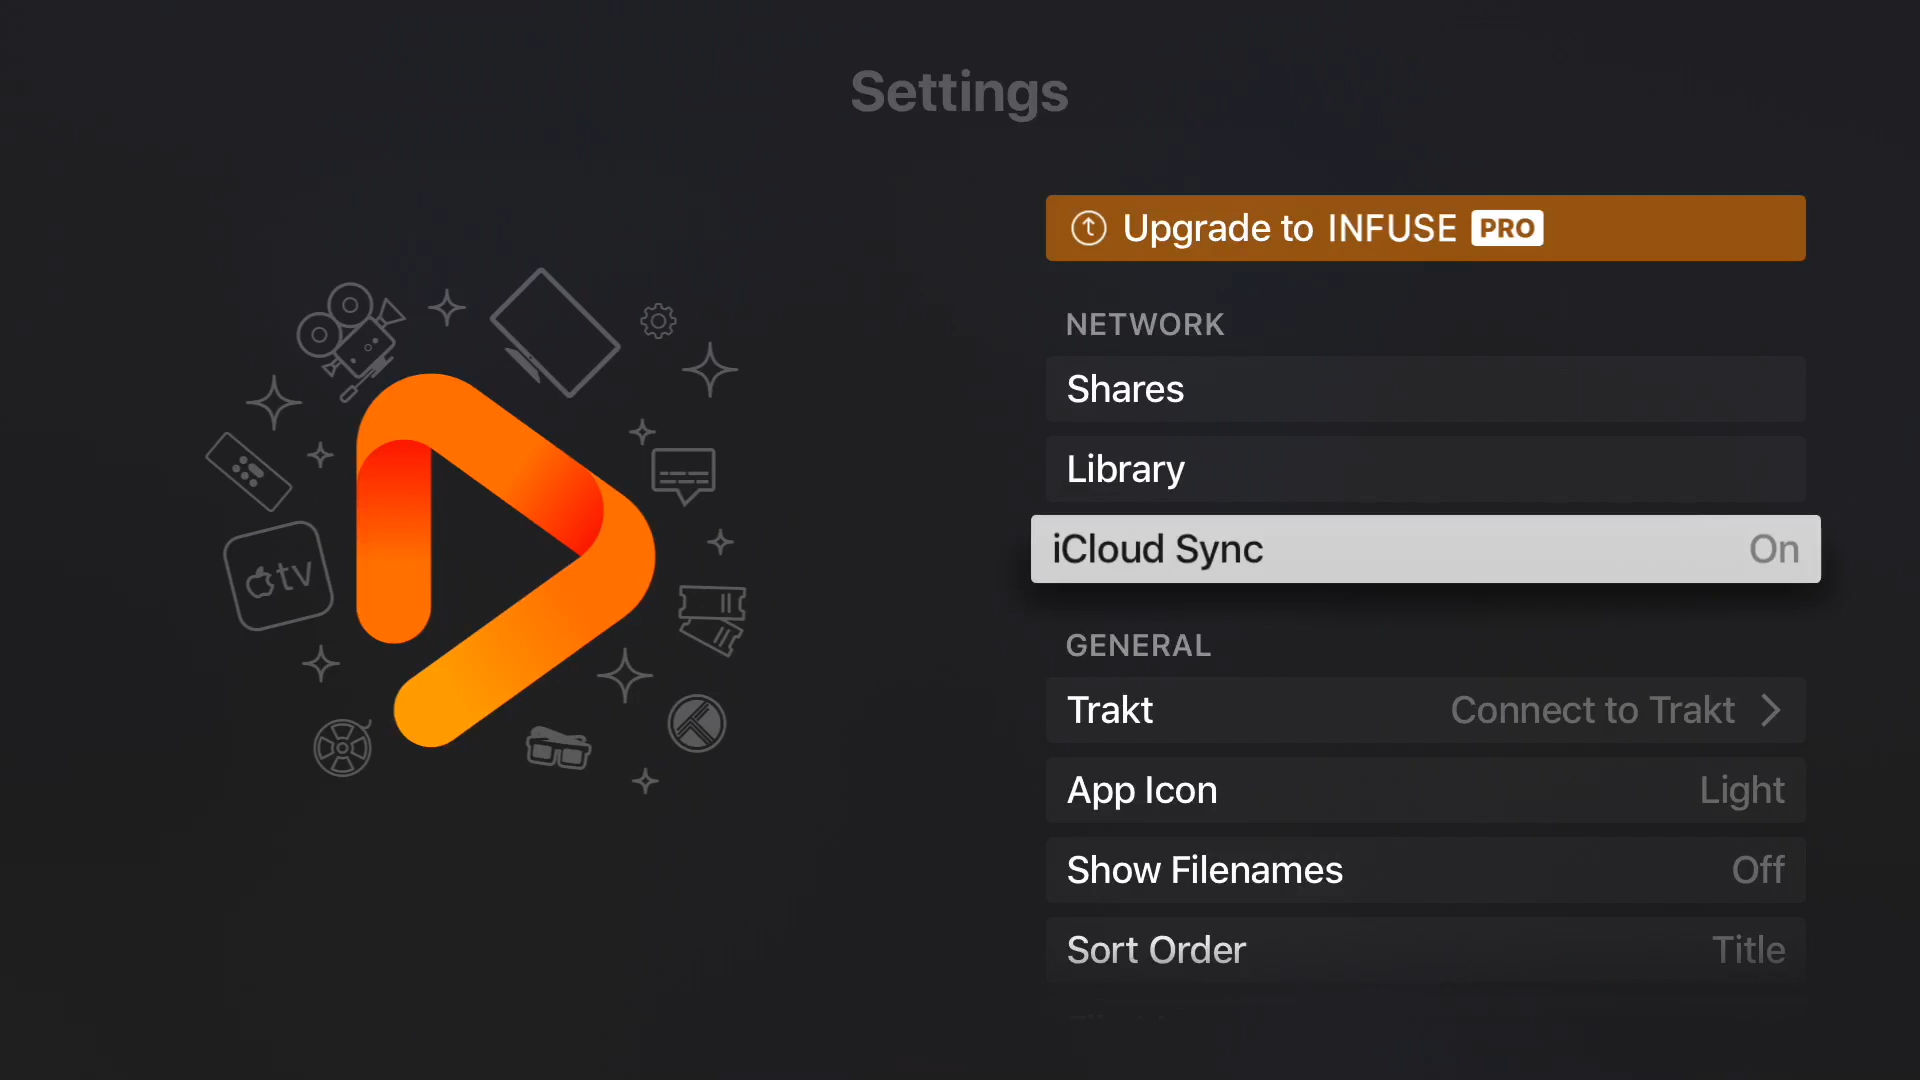 Settings
Upgrade to INFUSE PRO
NETWORK
Shares
Library
iCloud Sync On
GENERAL
Trakt Connect to Trakt
App Icon Light
Show Filenames Off
Sort Order Title
tv